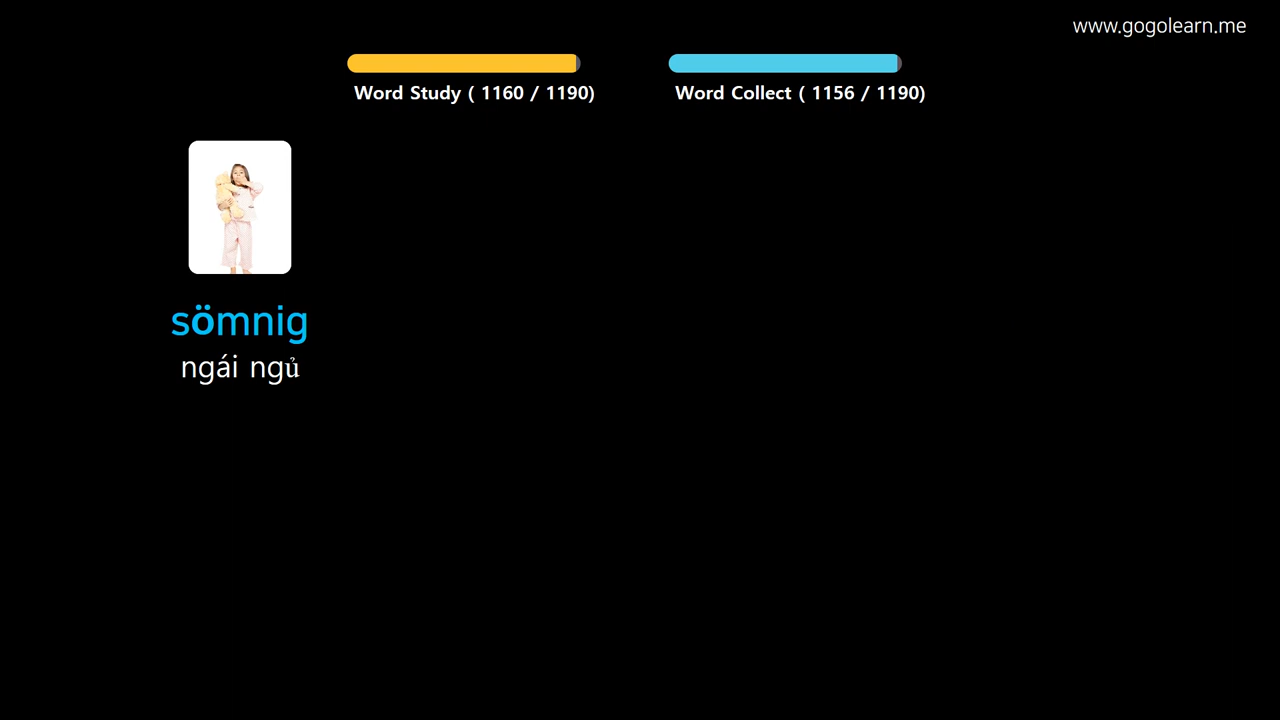 www.gogolearn.me
Word Study ( 1160 / 1190)
Word Collect ( 1156 / 1190)
sömnig
ngái ngủ